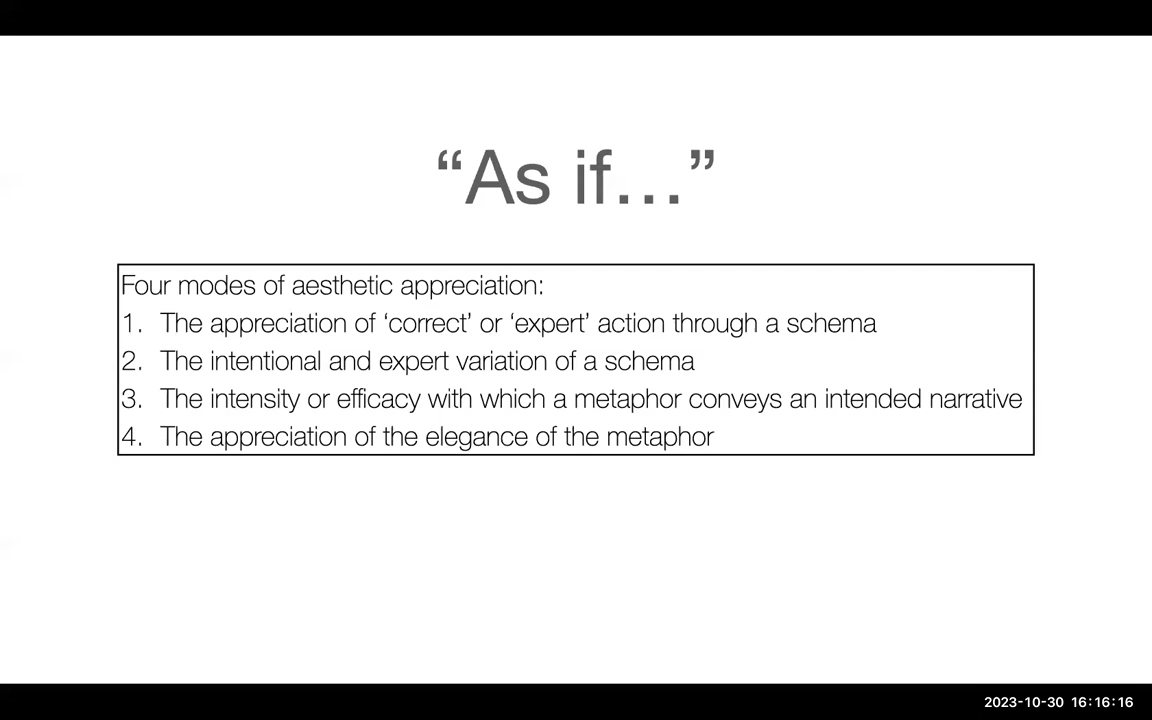 “As if…”
Four modes of aesthetic appreciation:
1. The appreciation of ‘correct’ or ‘expert’ action through a schema
2. The intentional and expert variation of a schema
3. The intensity or efficacy with which a metaphor conveys an intended narrative
4. The appreciation of the elegance of the metaphor
2023-10-30 16:16:16